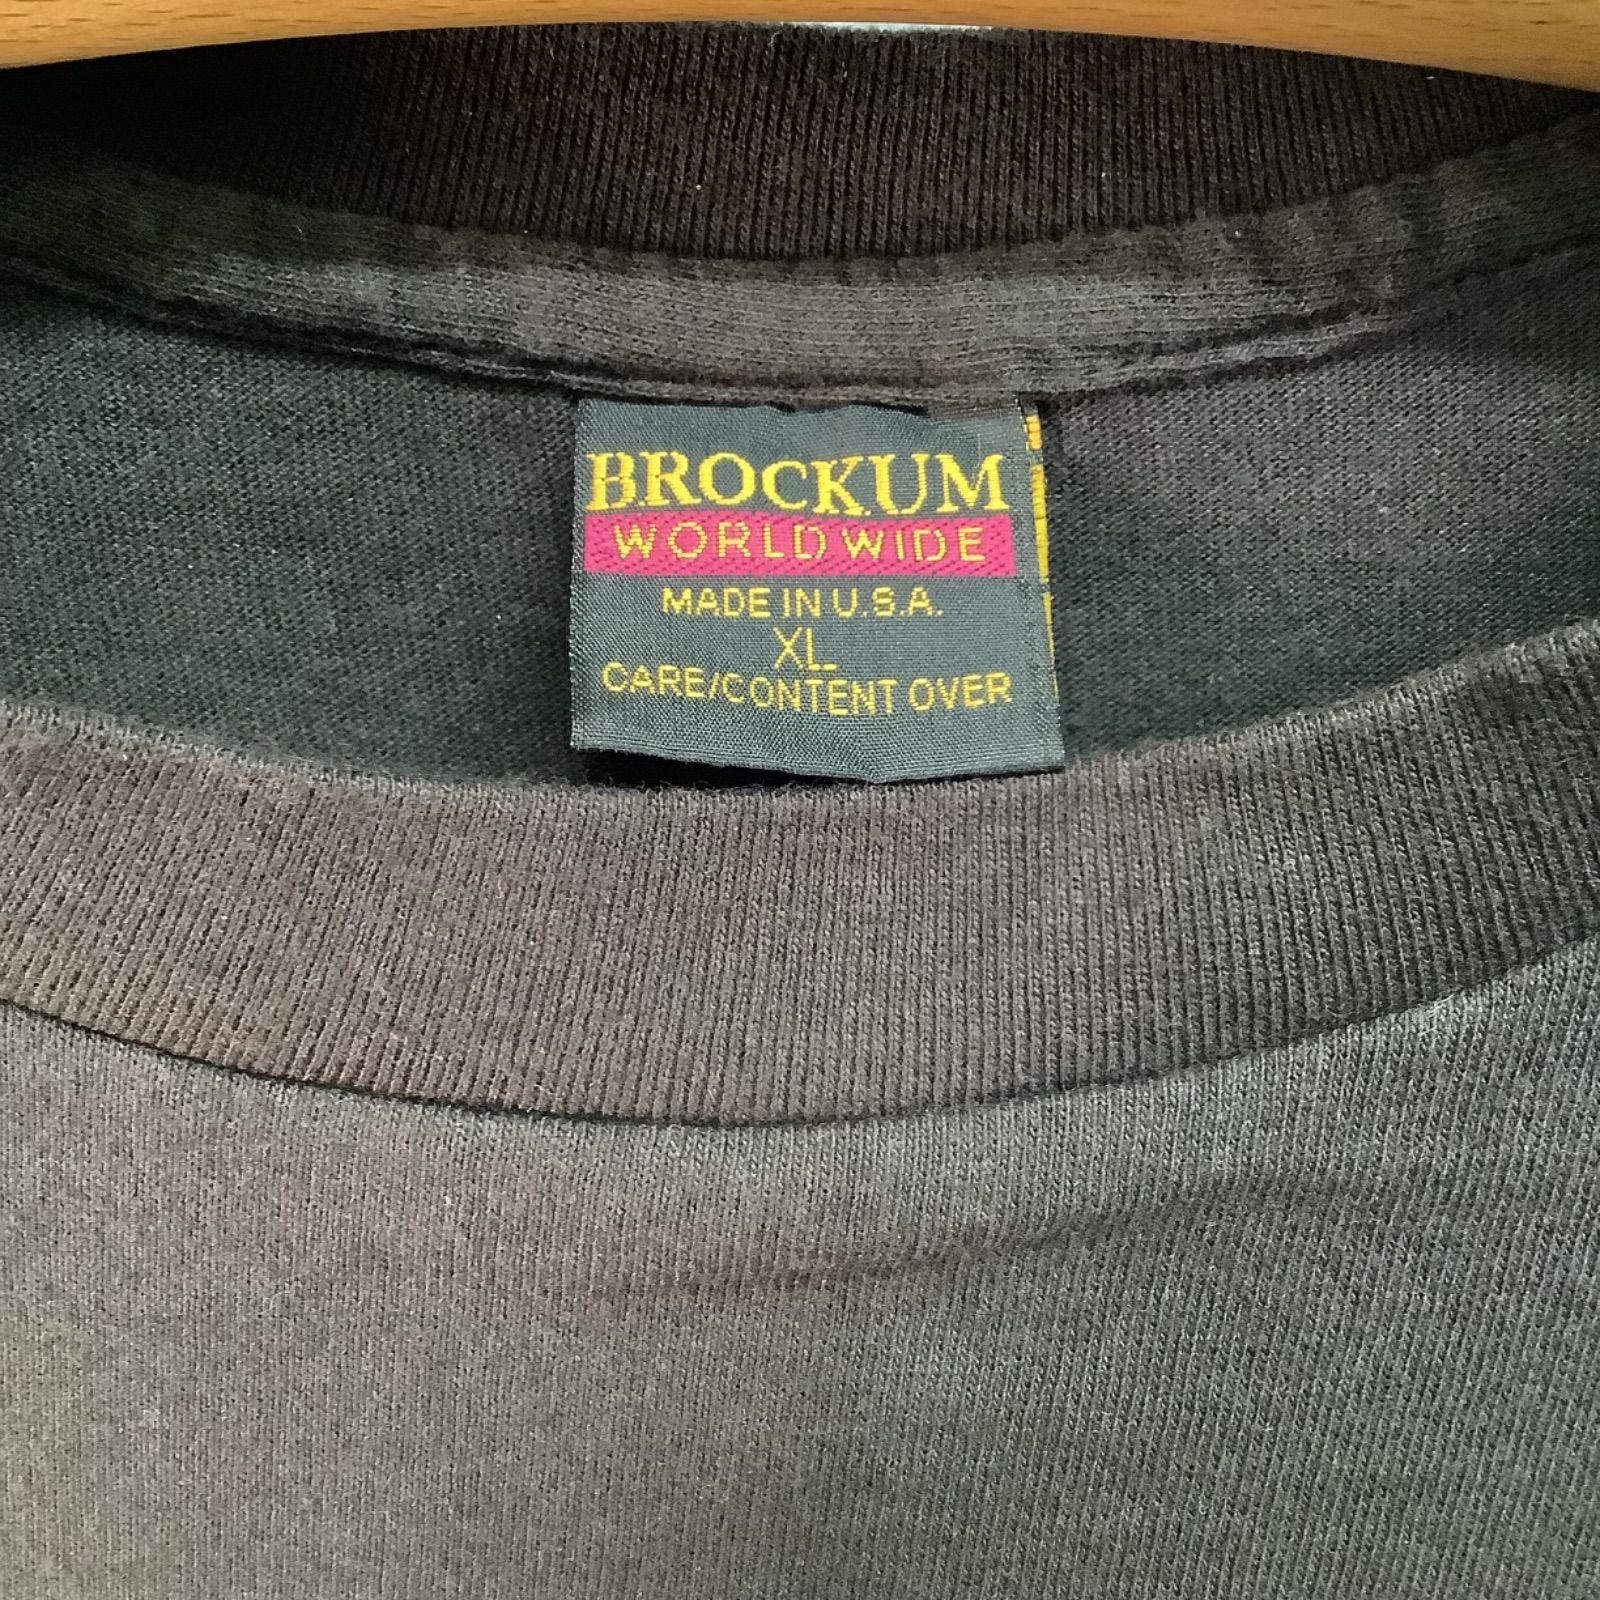 BROCKUM
WORLDWIDE
MADE IN U.S.A.
XL
CARE/CONTENT OVER